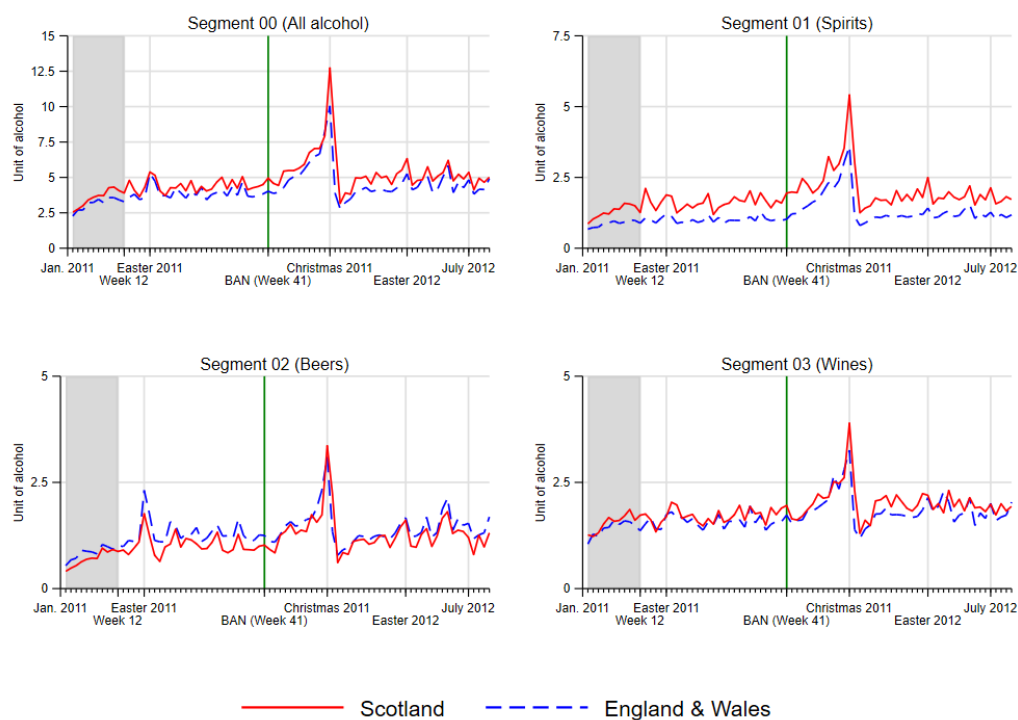 Segment 00 (All alcohol)
Unit of alcohol
15
12.5
10
7.5
5
2.5
0
Jan. 2011
Easter 2011
Christmas 2011
July 2012
Week 12
BAN (Week 41)
Easter 2012
Segment 01 (Spirits)
Unit of alcohol
7.5
5
2.5
0
Jan. 2011
Easter 2011
Christmas 2011
July 2012
Week 12
BAN (Week 41)
Easter 2012
Segment 02 (Beers)
Unit of alcohol
5
2.5
0
Jan. 2011
Easter 2011
Christmas 2011
July 2012
Week 12
BAN (Week 41)
Easter 2012
Segment 03 (Wines)
Unit of alcohol
5
2.5
0
Jan. 2011
Easter 2011
Christmas 2011
July 2012
Week 12
BAN (Week 41)
Easter 2012
Scotland
England & Wales